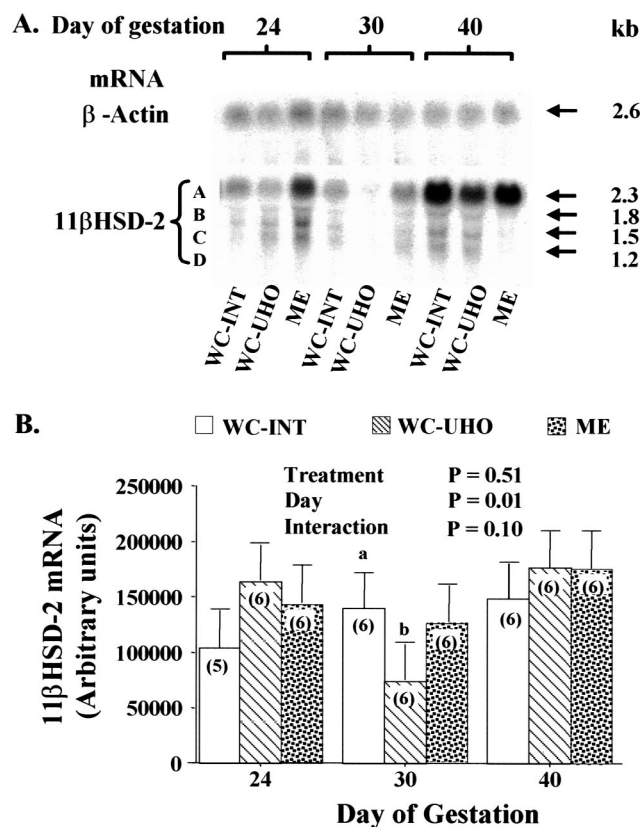 A. Day of gestation 24 30 40 kb
mRNA
β -Actin 2.6
11βHSD-2
A 2.3
B 1.8
C 1.5
D 1.2
WC-INT WC-UHO ME WC-INT WC-UHO ME WC-INT WC-UHO ME
B. WC-INT WC-UHO ME
Treatment P = 0.51
Day P = 0.01
Interaction P = 0.10
11βHSD-2 mRNA
(Arbitrary units)
250000
200000
150000
100000
50000
0
a
b
(5) (6) (6) (6) (6) (6) (6) (6) (6)
24 30 40
Day of Gestation